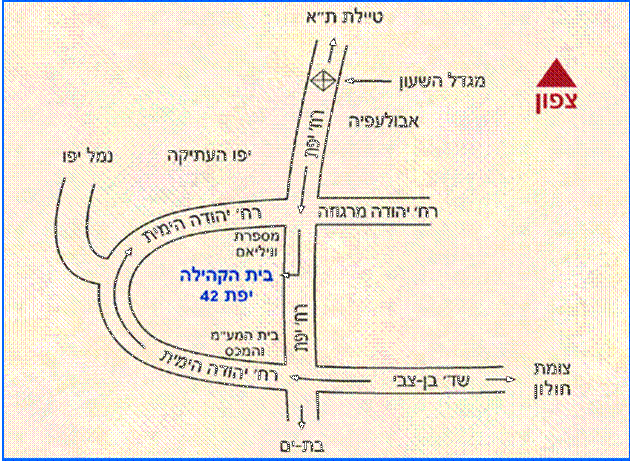 טיילת ת"א
מגדל השעון
צפון
אבולעפיה
רח' יפת
יפו העתיקה
נמל יפו
רח' יהודה מרגוזה
רח' יהודה הימית
מספרת
וויליאם
בית הקהילה
יפת 42
רח' יפת
בית המע"מ
והמכס
רח' יהודה הימית
שד' בן-צבי
צומת
חולון
בת-ים